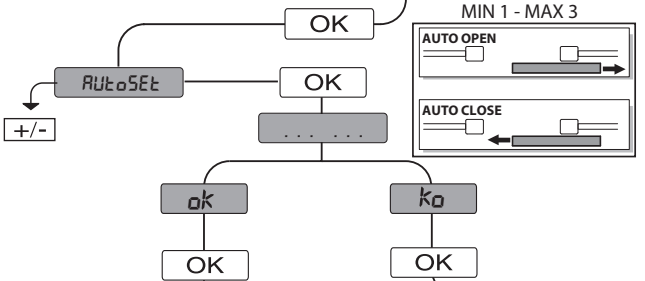 MIN 1 - MAX 3
OK
AUTO OPEN
AUtoSEt
OK
AUTO CLOSE
+/-
... ...
ok
ko
OK
OK